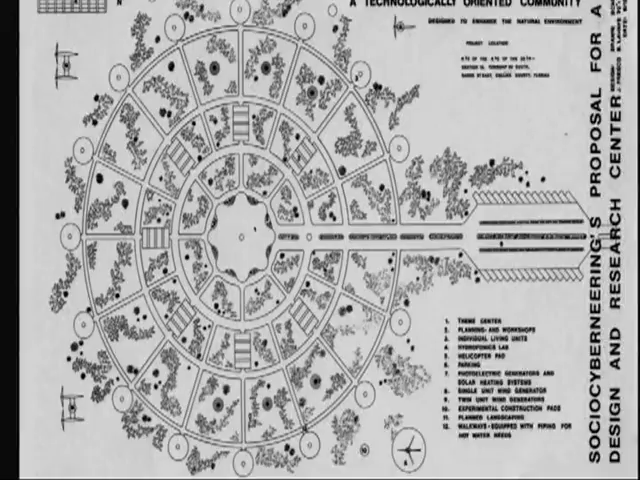 A TECHNOLOGICALLY ORIENTED COMMUNITY
DESIGNED TO ENHANCE THE NATURAL ENVIRONMENT
PROJECT LOCATION
N
1. THEME CENTER
2. PLANNING AND WORKSHOPS
3. INDIVIDUAL LIVING UNITS
4. HYDROPONICS LAB
5. HELICOPTER PAD
6. PARKING
7. PHOTOELECTRIC GENERATORS AND
SOLAR HEATING SYSTEMS
8. SINGLE UNIT WIND GENERATOR
9. TWIN UNIT WIND GENERATORS
10. EXPERIMENTAL CONSTRUCTION PADS
11. PLANNED LANDSCAPING
12. WALKWAYS - EQUIPPED WITH PIPING FOR
HOT WATER NEEDS
SOCIOCYBERNEERING'S PROPOSAL FOR A
DESIGN AND RESEARCH CENTER